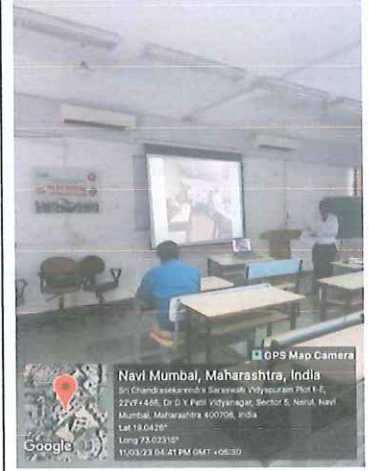 GPS Map Camera
Navi Mumbai, Maharashtra, India
Sri Chandrasekarendra Saraswati Vidyapuram Plot 1-5,
22VF+465, Dr D Y Patil Vidyanagar, Sector 5, Nerul, Navi
Mumbai, Maharashtra 400706, India
Lat 19.0426°
Long 73.02315°
11/03/23 04:41 PM GMT +05:30
Google